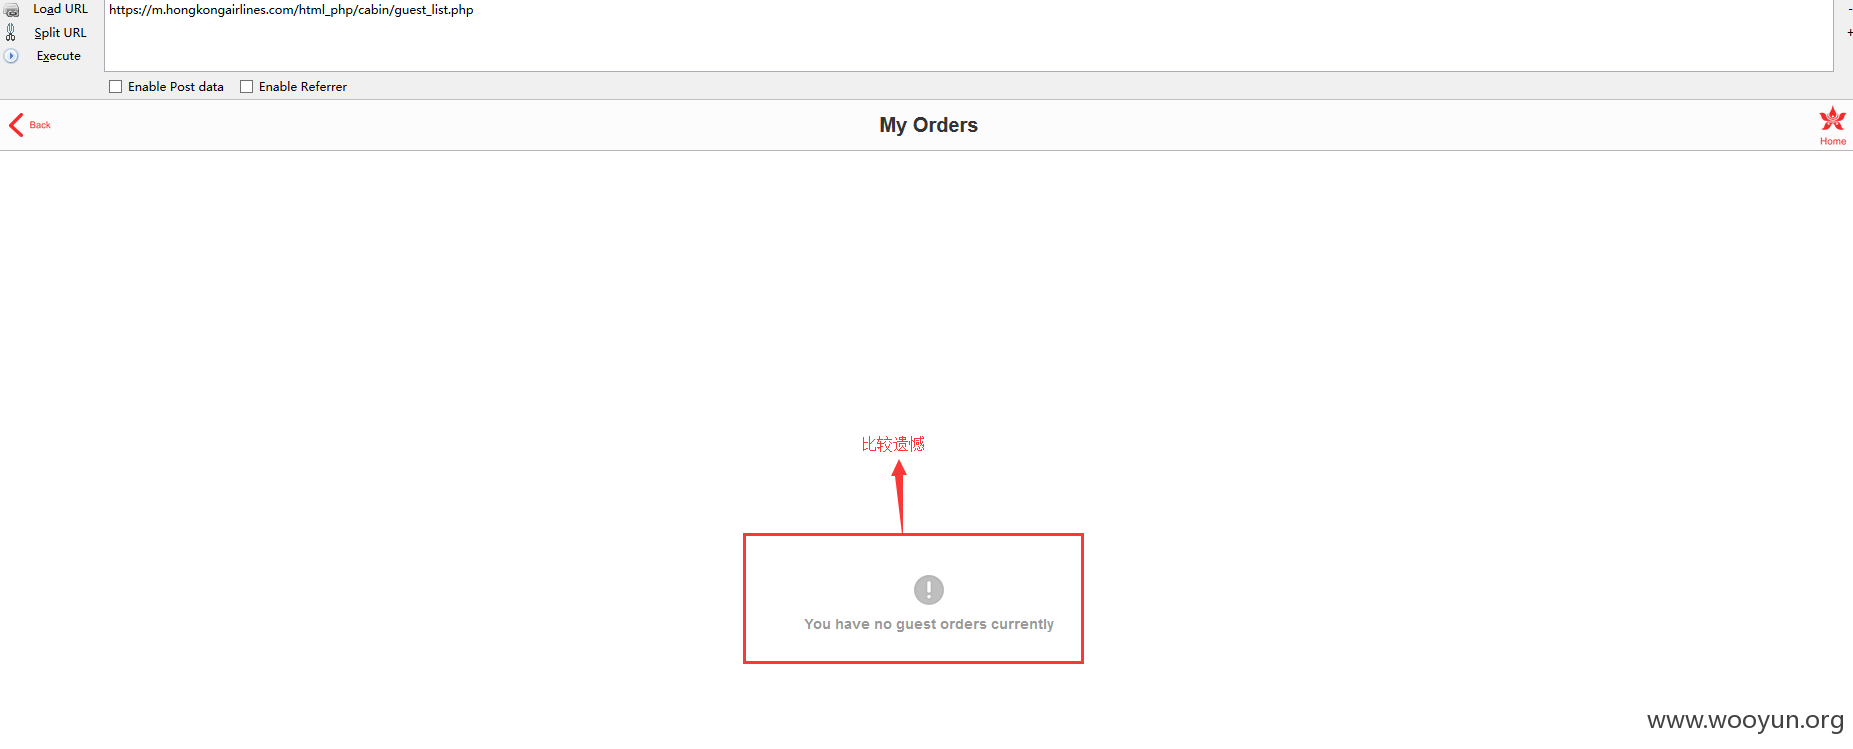 Load URL
https://m.hongkongairlines.com/html_php/cabin/guest_list.php
Split URL
Execute
Enable Post data
Enable Referrer
Back
My Orders
Home
比较遗憾
You have no guest orders currently
www.wooyun.org